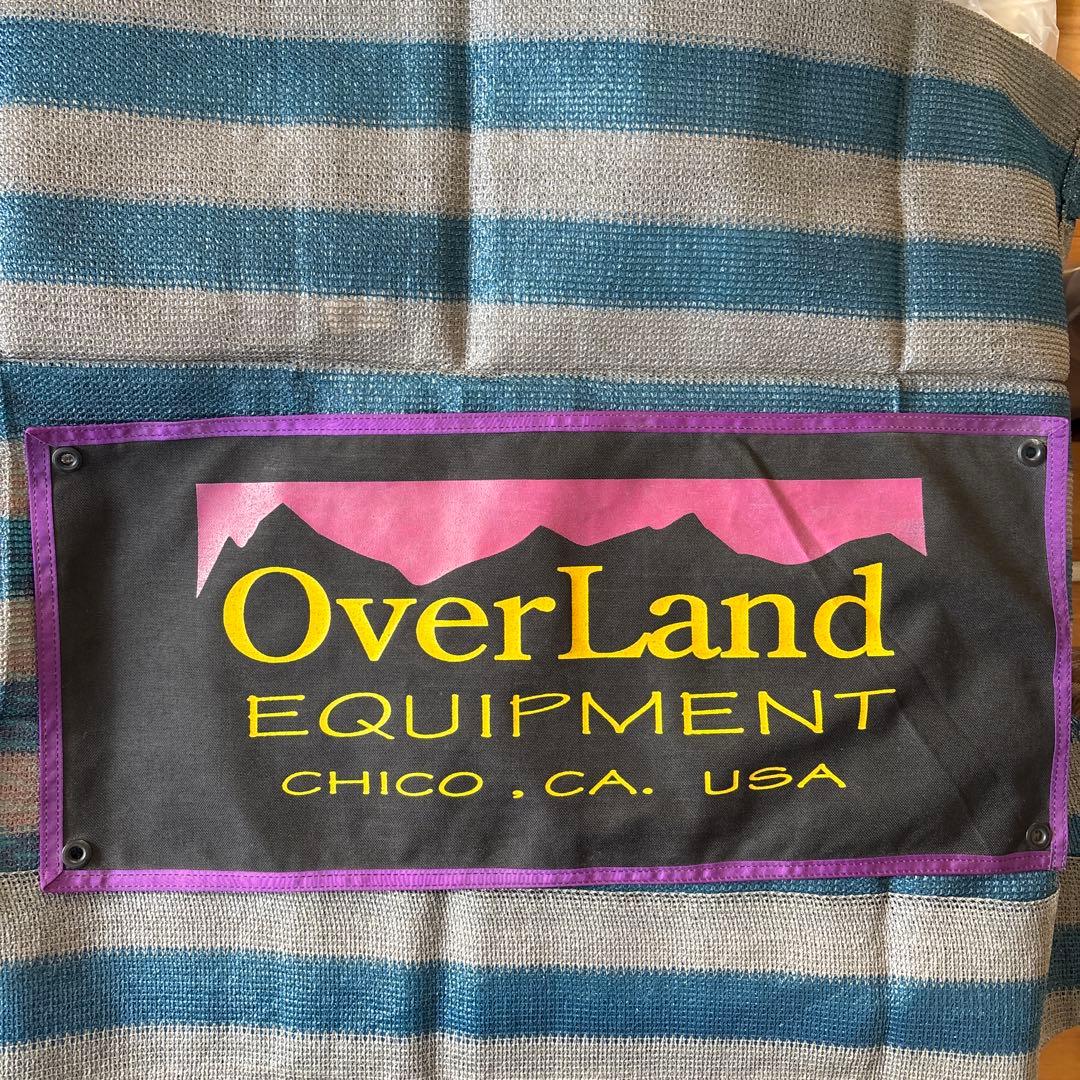 OverLand
EQUIPMENT
CHICO , CA. USA